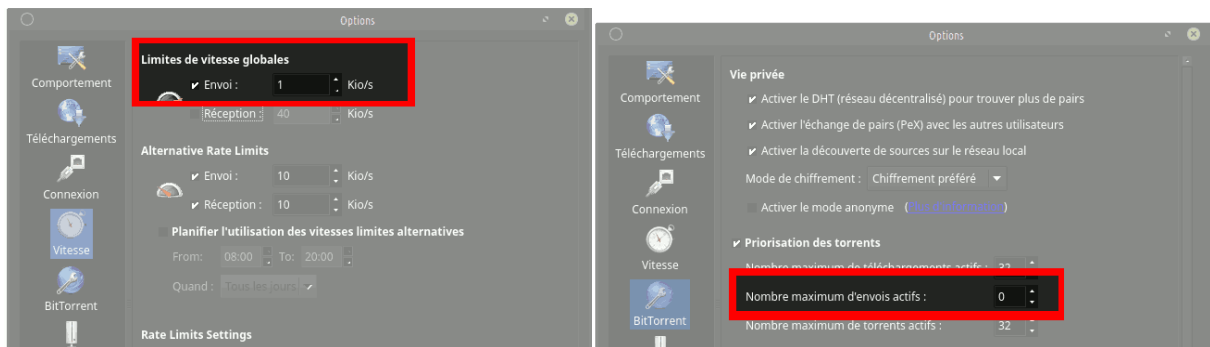 Options
Comportement
Téléchargements
Connexion
Vitesse
BitTorrent
Limites de vitesse globales
Envoi : 1 Kio/s
Réception : 40 Kio/s
Alternative Rate Limits
Envoi : 10 Kio/s
Réception : 10 Kio/s
Planifier l'utilisation des vitesses limites alternatives
From: 08:00 To: 20:00
Quand : Tous les jours
Rate Limits Settings
Options
Comportement
Téléchargements
Connexion
Vitesse
BitTorrent
Vie privée
Activer le DHT (réseau décentralisé) pour trouver plus de pairs
Activer l'échange de pairs (PeX) avec les autres utilisateurs
Activer la découverte de sources sur le réseau local
Mode de chiffrement : Chiffrement préféré
Activer le mode anonyme (
Priorisation des torrents
Nombre maximum de téléchargements actifs : 32
Nombre maximum d'envois actifs : 0
Nombre maximum de torrents actifs : 32